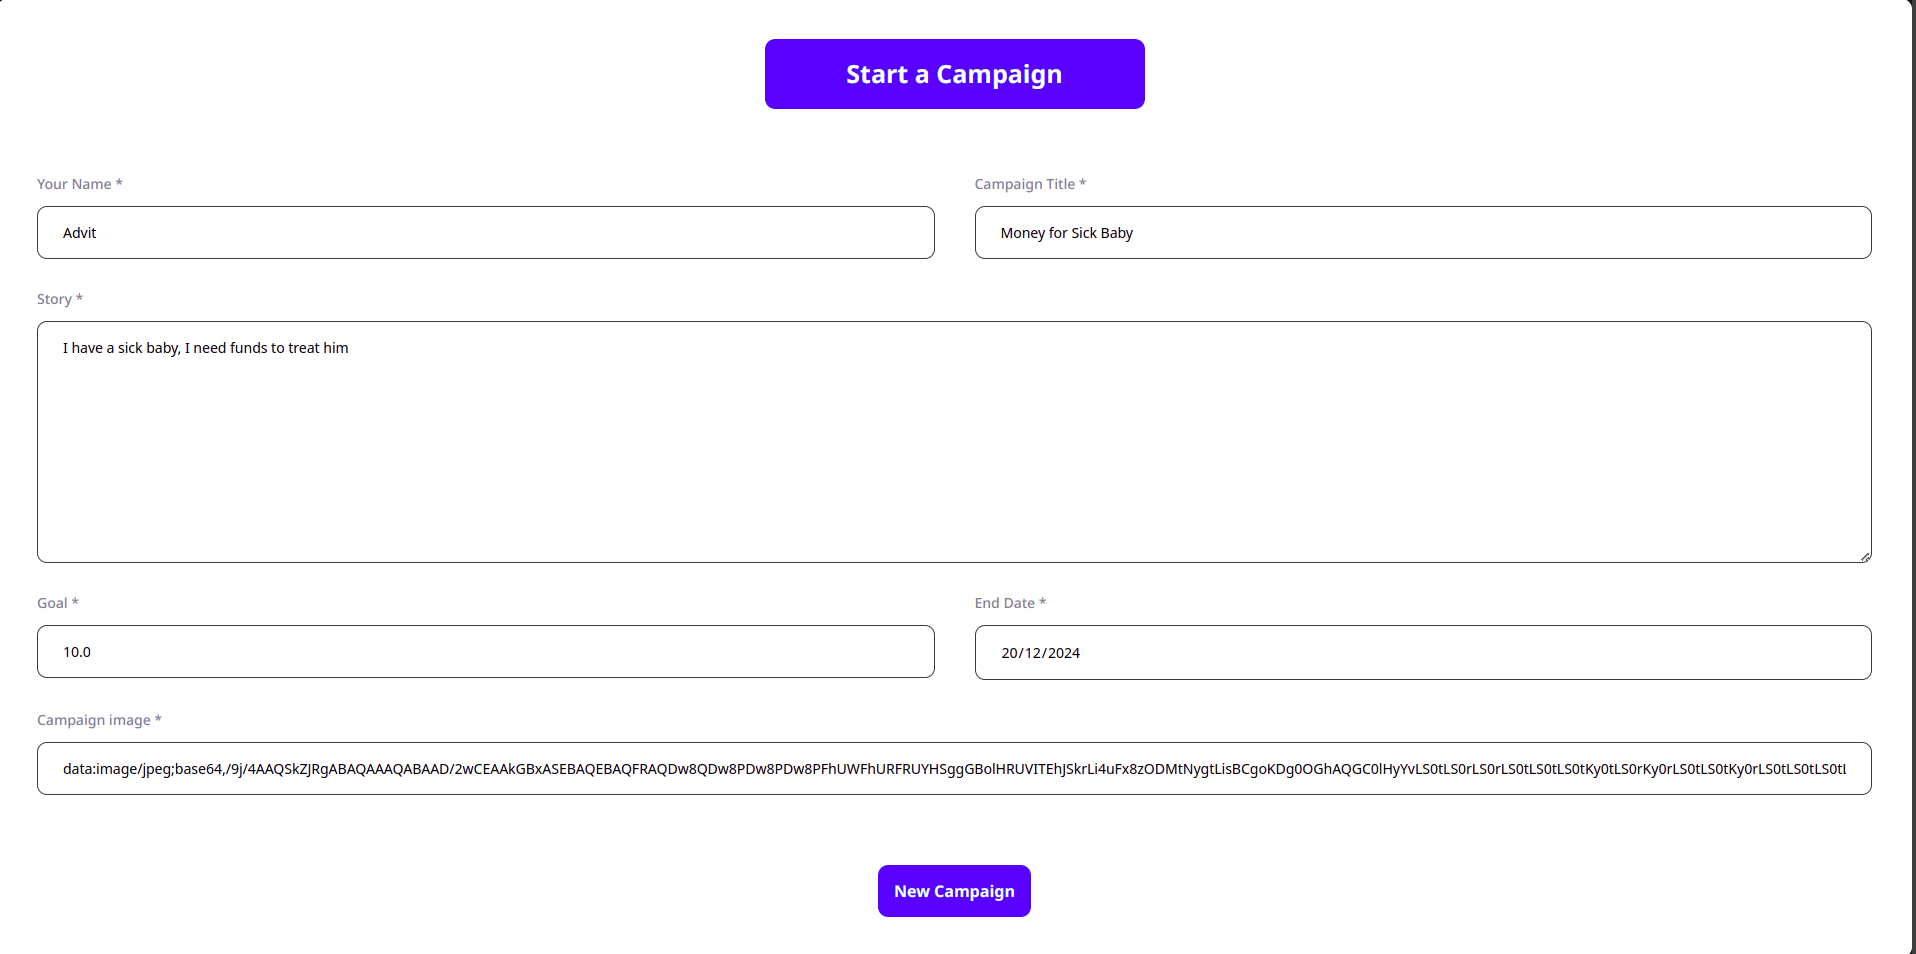 Start a Campaign
Your Name *
Campaign Title *
Advit
Money for Sick Baby
Story *
I have a sick baby, I need funds to treat him
Goal *
End Date *
10.0
20/12/2024
Campaign image *
data:image/jpeg;base64,/9j/4AAQSkZJRgABAQAAAQABAAD/2wCEAAkGBxASEBAQEBAQFRAQDw8QDw8PDw8PDw8PFhUWFhURFRUYHSggGBolHRUVITEhJSkrLi4uFx8zODMtNygtLisBCgoKDg0OGhAQGC0lHyYvLS0tLS0rLS0rLS0tLS0tLS0tKy0tLS0rKy0rLS0tLS0tKy0rLS0tLS0tLS0tL
New Campaign